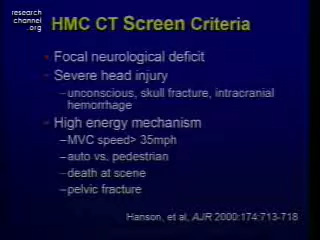 research
channel
.org
HMC CT Screen Criteria
Focal neurological deficit
Severe head injury
–unconscious, skull fracture, intracranial
hemorrhage
High energy mechanism
–MVC speed> 35mph
–auto vs. pedestrian
–death at scene
–pelvic fracture
Hanson, et al, AJR 2000:174:713-718